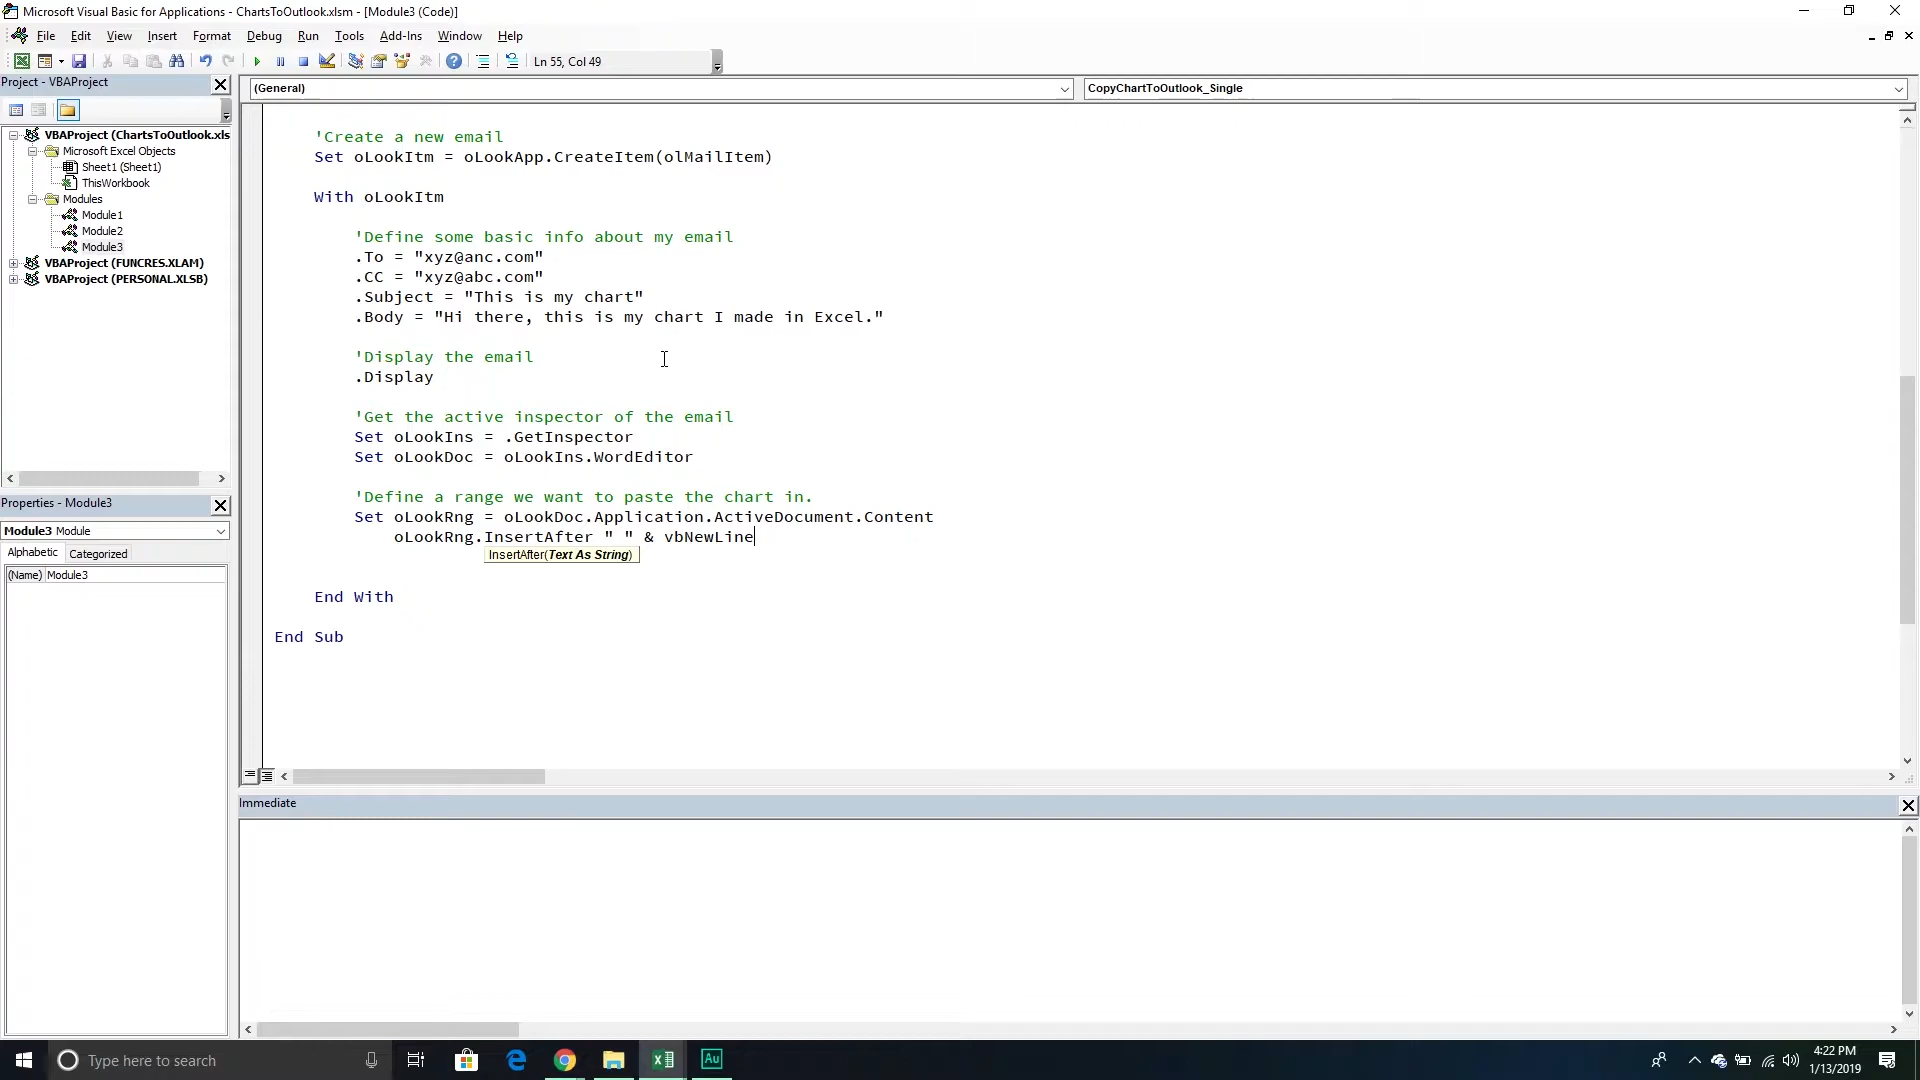 Microsoft Visual Basic for Applications - ChartsToOutlook.xlsm - [Module3 (Code)]
File Edit View Insert Format Debug Run Tools Add-Ins Window Help
Ln 55, Col 49
Project - VBAProject
(General)
CopyChartToOutlook_Single
VBAProject (ChartsToOutlook.xls
Microsoft Excel Objects
Sheet1 (Sheet1)
ThisWorkbook
Modules
Module1
Module2
Module3
VBAProject (FUNCRES.XLAM)
VBAProject (PERSONAL.XLSB)
Properties - Module3
Module3 Module
Alphabetic Categorized
(Name) Module3
'Create a new email
Set oLookItm = oLookApp.CreateItem(olMailItem)
With oLookItm
'Define some basic info about my email
.To = "xyz@anc.com"
.CC = "xyz@abc.com"
.Subject = "This is my chart"
.Body = "Hi there, this is my chart I made in Excel."
'Display the email
.Display
'Get the active inspector of the email
Set oLookIns = .GetInspector
Set oLookDoc = oLookIns.WordEditor
'Define a range we want to paste the chart in.
Set oLookRng = oLookDoc.Application.ActiveDocument.Content
oLookRng.InsertAfter " " & vbNewLine
InsertAfter(Text As String)
End With
End Sub
Immediate
Type here to search
Au
4:22 PM
1/13/2019